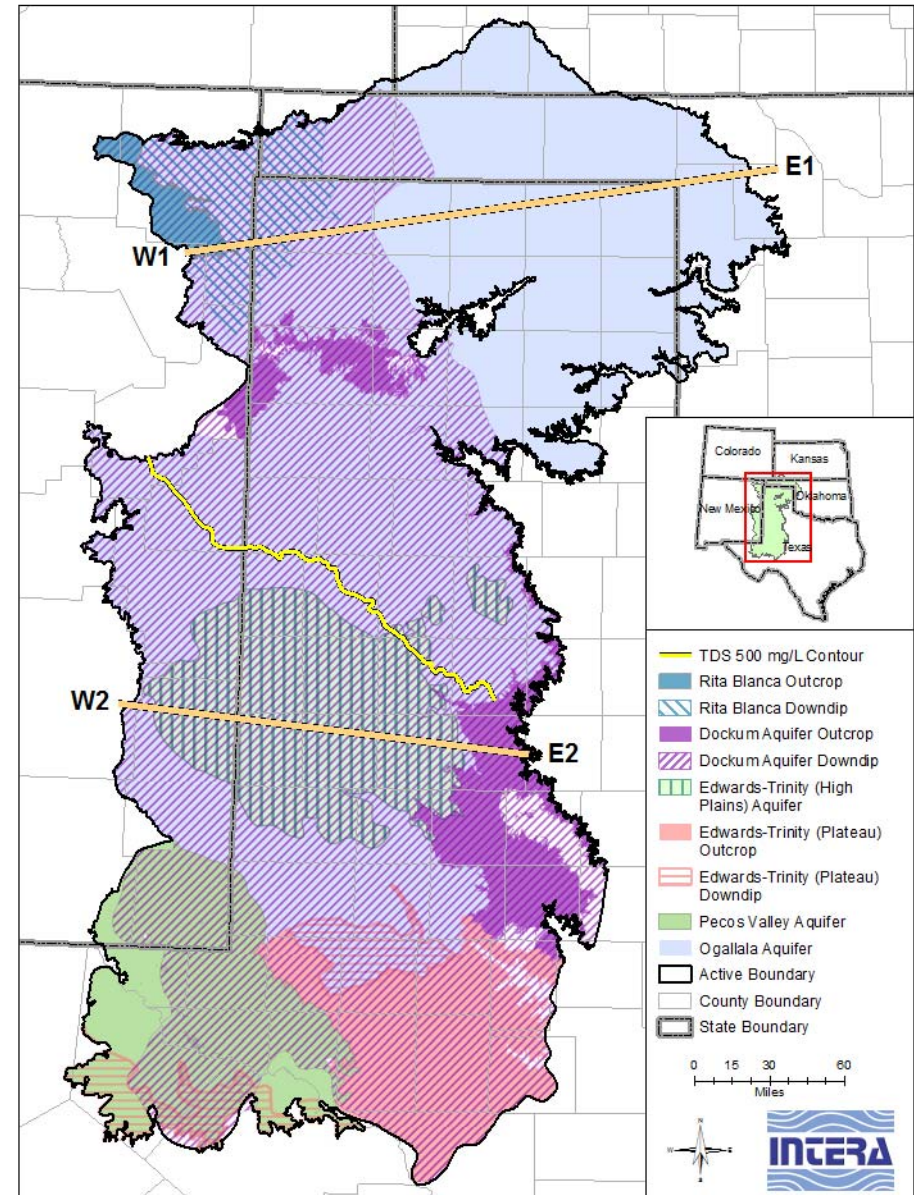 E1
W1
W2
E2
Colorado
Kansas
New Mexico
Oklahoma
Texas
TDS 500 mg/L Contour
Rita Blanca Outcrop
Rita Blanca Downdip
Dockum Aquifer Outcrop
Dockum Aquifer Downdip
Edwards-Trinity (High
Plains) Aquifer
Edwards-Trinity (Plateau)
Outcrop
Edwards-Trinity (Plateau)
Downdip
Pecos Valley Aquifer
Ogallala Aquifer
Active Boundary
County Boundary
State Boundary
0 15 30 60
Miles
N
W E
S
INTERA